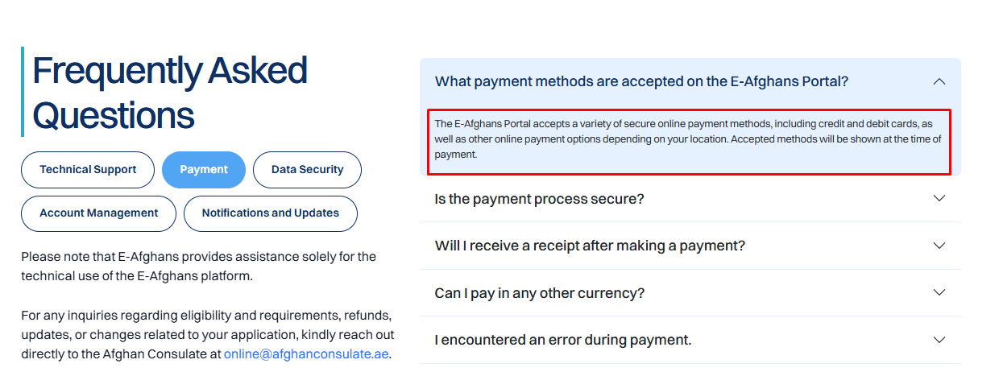 Frequently Asked
Questions
Technical Support
Payment
Data Security
Account Management
Notifications and Updates
Please note that E-Afghans provides assistance solely for the
technical use of the E-Afghans platform.
For any inquiries regarding eligibility and requirements, refunds,
updates, or changes related to your application, kindly reach out
directly to the Afghan Consulate at online@afghanconsulate.ae.
What payment methods are accepted on the E-Afghans Portal?
The E-Afghans Portal accepts a variety of secure online payment methods, including credit and debit cards, as
well as other online payment options depending on your location. Accepted methods will be shown at the time of
payment.
Is the payment process secure?
Will I receive a receipt after making a payment?
Can I pay in any other currency?
I encountered an error during payment.